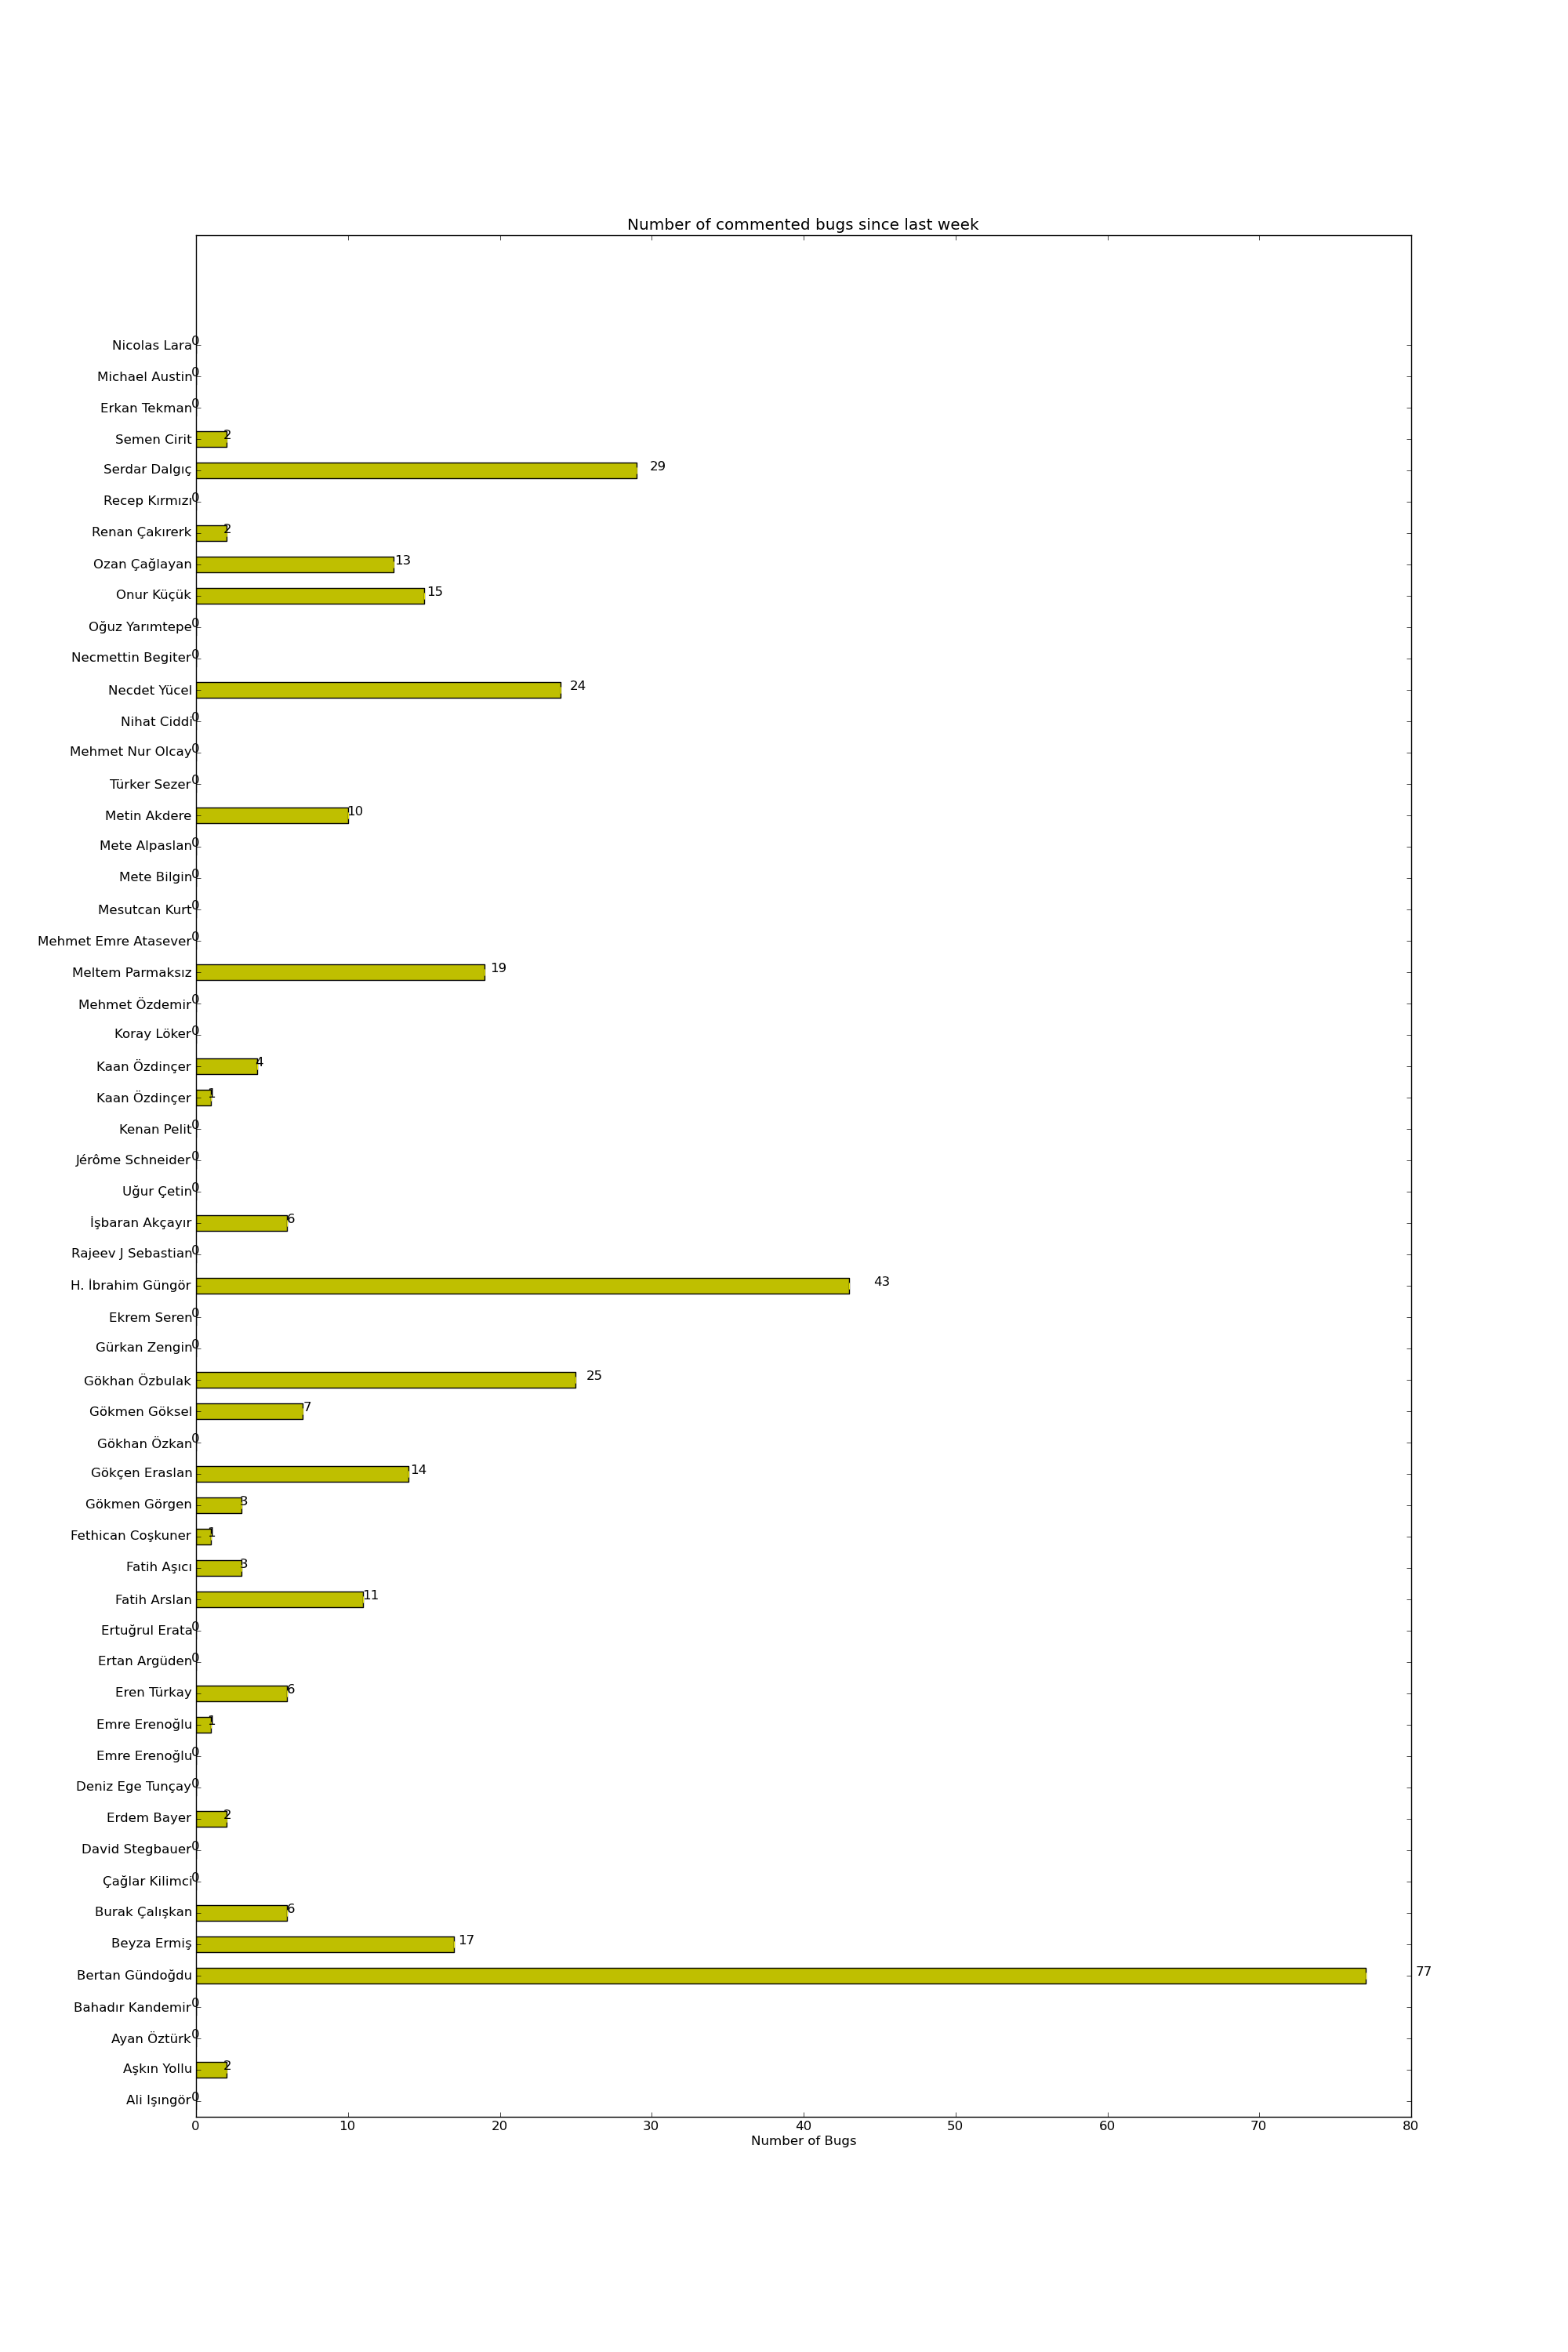 Number of commented bugs since last week
Nicolas Lara 0
Michael Austin 0
Erkan Tekman 0
Semen Cirit 2
Serdar Dalgıç 29
Recep Kırmızı 0
Renan Çakırerk 2
Ozan Çağlayan 13
Onur Küçük 15
Oğuz Yarımtepe 0
Necmettin Begiter 0
Necdet Yücel 24
Nihat Ciddi 0
Mehmet Nur Olcay 0
Türker Sezer 0
Metin Akdere 10
Mete Alpaslan 0
Mete Bilgin 0
Mesutcan Kurt 0
Mehmet Emre Atasever 0
Meltem Parmaksız 19
Mehmet Özdemir 0
Koray Löker 0
Kaan Özdinçer 4
Kaan Özdinçer 1
Kenan Pelit 0
Jérôme Schneider 0
Uğur Çetin 0
İşbaran Akçayır 6
Rajeev J Sebastian 0
H. İbrahim Güngör 43
Ekrem Seren 0
Gürkan Zengin 0
Gökhan Özbulak 25
Gökmen Göksel 7
Gökhan Özkan 0
Gökçen Eraslan 14
Gökmen Görgen 3
Fethican Coşkuner 1
Fatih Aşıcı 3
Fatih Arslan 11
Ertuğrul Erata 0
Ertan Argüden 0
Eren Türkay 6
Emre Erenoğlu 1
Emre Erenoğlu 0
Deniz Ege Tunçay 0
Erdem Bayer 2
David Stegbauer 0
Çağlar Kilimci 0
Burak Çalışkan 6
Beyza Ermiş 17
Bertan Gündoğdu 77
Bahadır Kandemir 0
Ayan Öztürk 0
Aşkın Yollu 2
Ali Işıngör 0
0 10 20 30 40 50 60 70 80
Number of Bugs